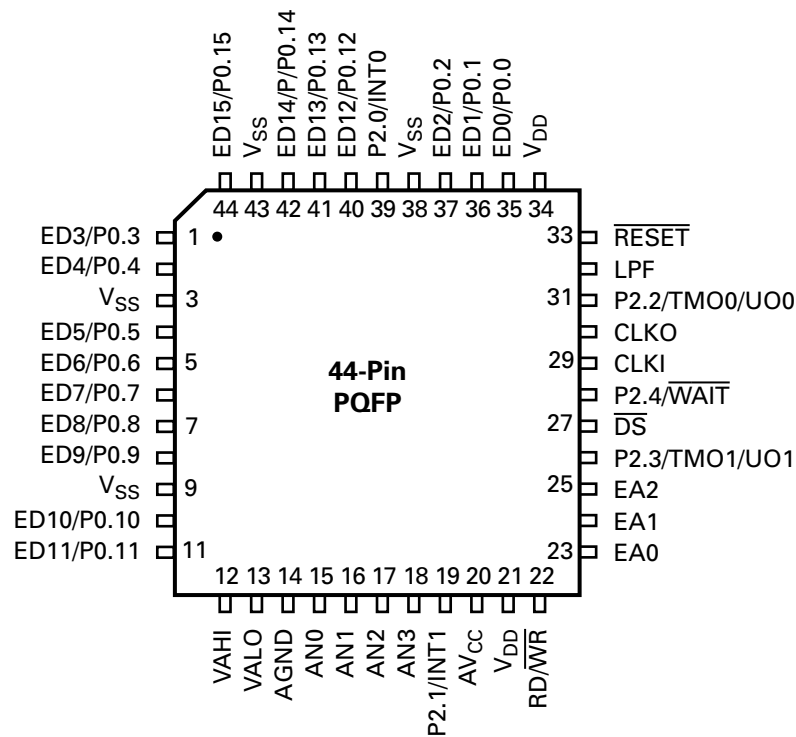 ED15/P0.15
VSS
ED14/P/P0.14
ED13/P0.13
ED12/P0.12
P2.0/INT0
VSS
ED2/P0.2
ED1/P0.1
ED0/P0.0
VDD
44 43 42 41 40 39 38 37 36 35 34
ED3/P0.3 1
ED4/P0.4
VSS 3
ED5/P0.5
ED6/P0.6 5
ED7/P0.7
ED8/P0.8 7
ED9/P0.9
VSS 9
ED10/P0.10
ED11/P0.11 11
44-Pin
PQFP
33 RESET
LPF
31 P2.2/TMO0/UO0
CLKO
29 CLKI
P2.4/WAIT
27 DS
P2.3/TMO1/UO1
25 EA2
EA1
23 EA0
12 13 14 15 16 17 18 19 20 21 22
VAHI
VALO
AGND
AN0
AN1
AN2
AN3
P2.1/INT1
AVCC
VDD
RD/WR